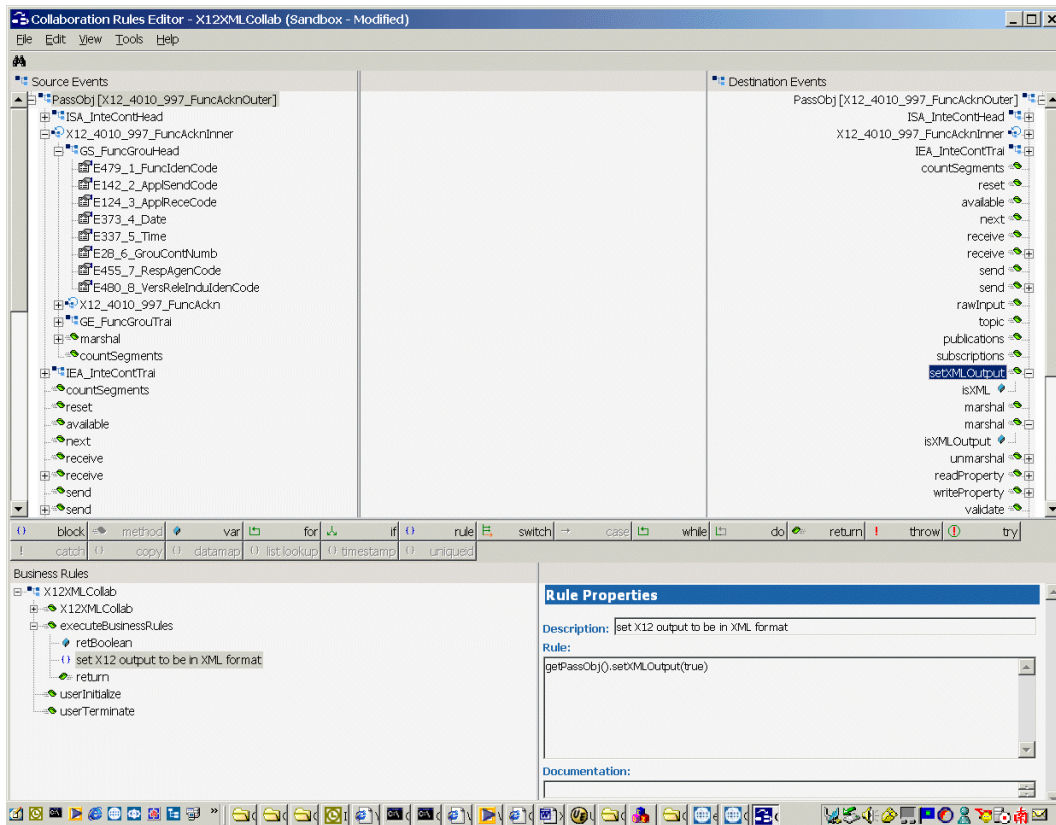 Collaboration Rules Editor - X12XMLCollab (Sandbox - Modified)
File Edit View Tools Help
Source Events
PassObj [X12_4010_997_FuncAcknOuter]
ISA_InteContHead
X12_4010_997_FuncAcknInner
GS_FuncGrouHead
E479_1_FuncIdenCode
E142_2_ApplSendCode
E124_3_ApplReceCode
E373_4_Date
E337_5_Time
E28_6_GrouContNumb
E455_7_RespAgenCode
E480_8_VersReleInduIdenCode
X12_4010_997_FuncAckn
GE_FuncGrouTrai
marshal
countSegments
IEA_InteContTrai
countSegments
reset
available
next
receive
receive
send
send
Destination Events
PassObj [X12_4010_997_FuncAcknOuter]
ISA_InteContHead
X12_4010_997_FuncAcknInner
IEA_InteContTrai
countSegments
reset
available
next
receive
receive
send
send
rawInput
topic
publications
subscriptions
setXMLOutput
isXML
marshal
marshal
isXMLOutput
unmarshal
readProperty
writeProperty
validate
block method var for if rule switch case while do return throw try
catch copy datamap list lookup timestamp uniqueid
Business Rules
X12XMLCollab
X12XMLCollab
executeBusinessRules
retBoolean
set X12 output to be in XML format
return
userInitialize
userTerminate
Rule Properties
Description: set X12 output to be in XML format
Rule:
getPassObj().setXMLOutput(true)
Documentation: